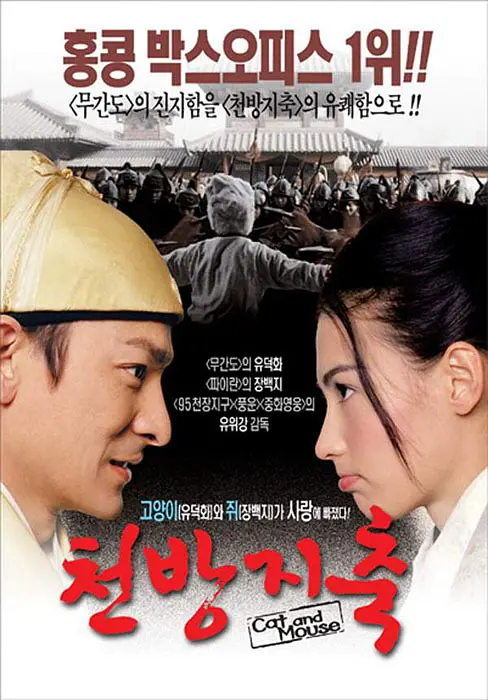 홍콩 박스오피스 1위!!
<무간도>의 진지함을 <천방지축>의 유쾌함으로!!
<무간도>의 유덕화
<파이란>의 장백지
<95천장지구×풍운×중화영웅>의
유위강 감독
고양이(유덕화)와 쥐(장백지)가 사랑에 빠졌다!
천방지축
Cat and
Mouse